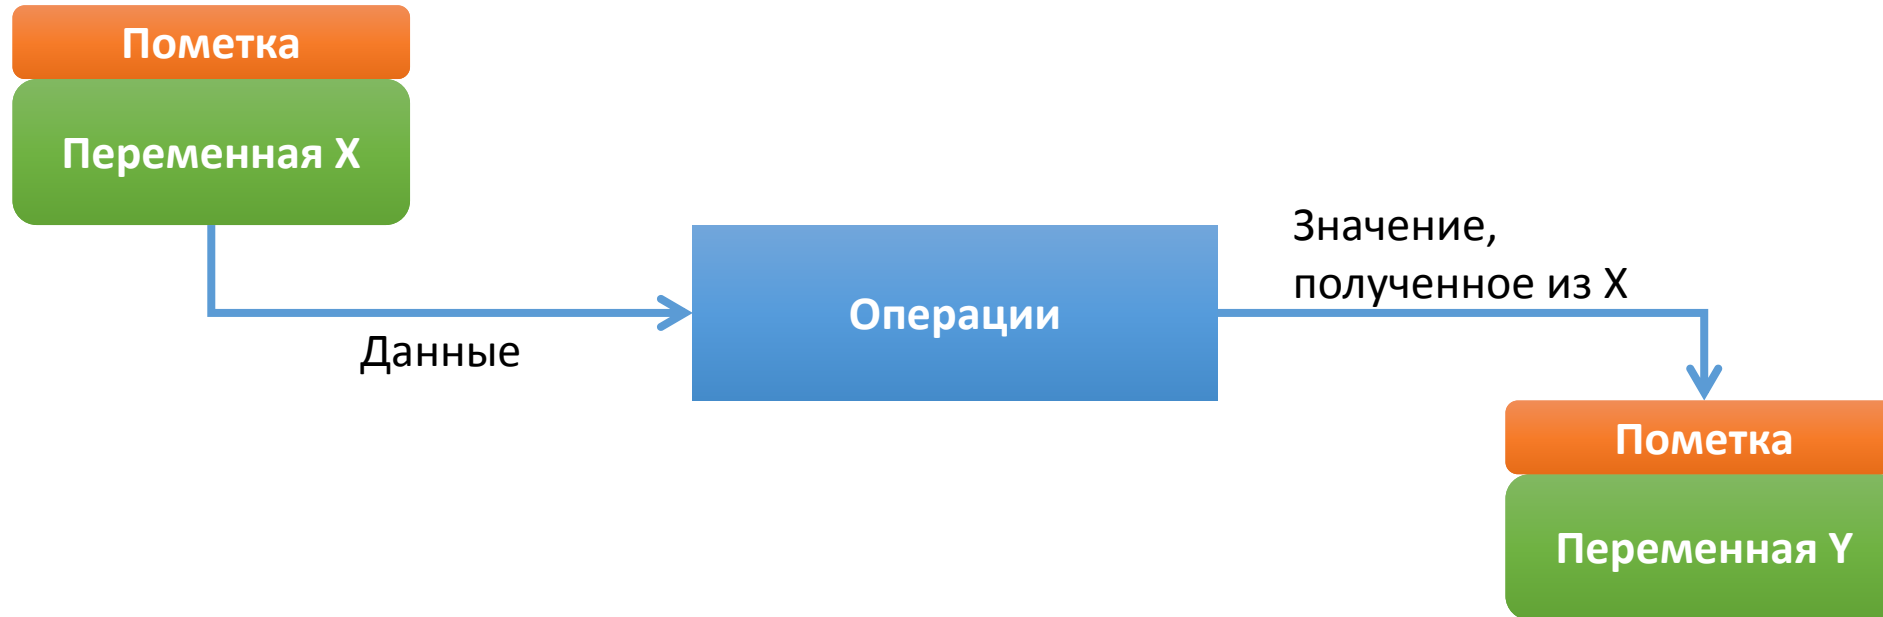 Пометка
Переменная X
Данные
Операции
Значение,
полученное из X
Пометка
Переменная Y